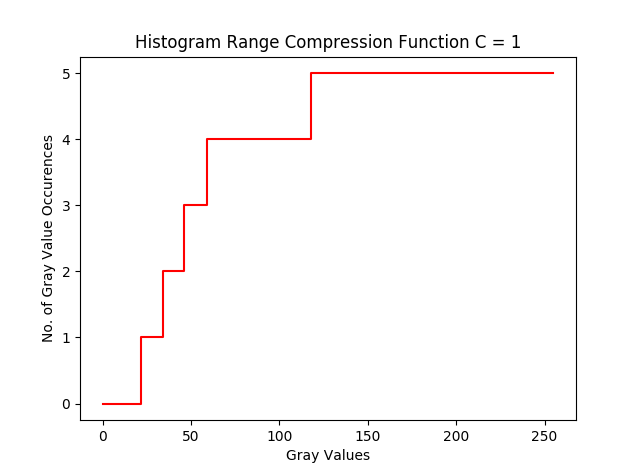 Histogram Range Compression Function C = 1
5
4
3
2
1
0
No. of Gray Value Occurences
0 50 100 150 200 250
Gray Values